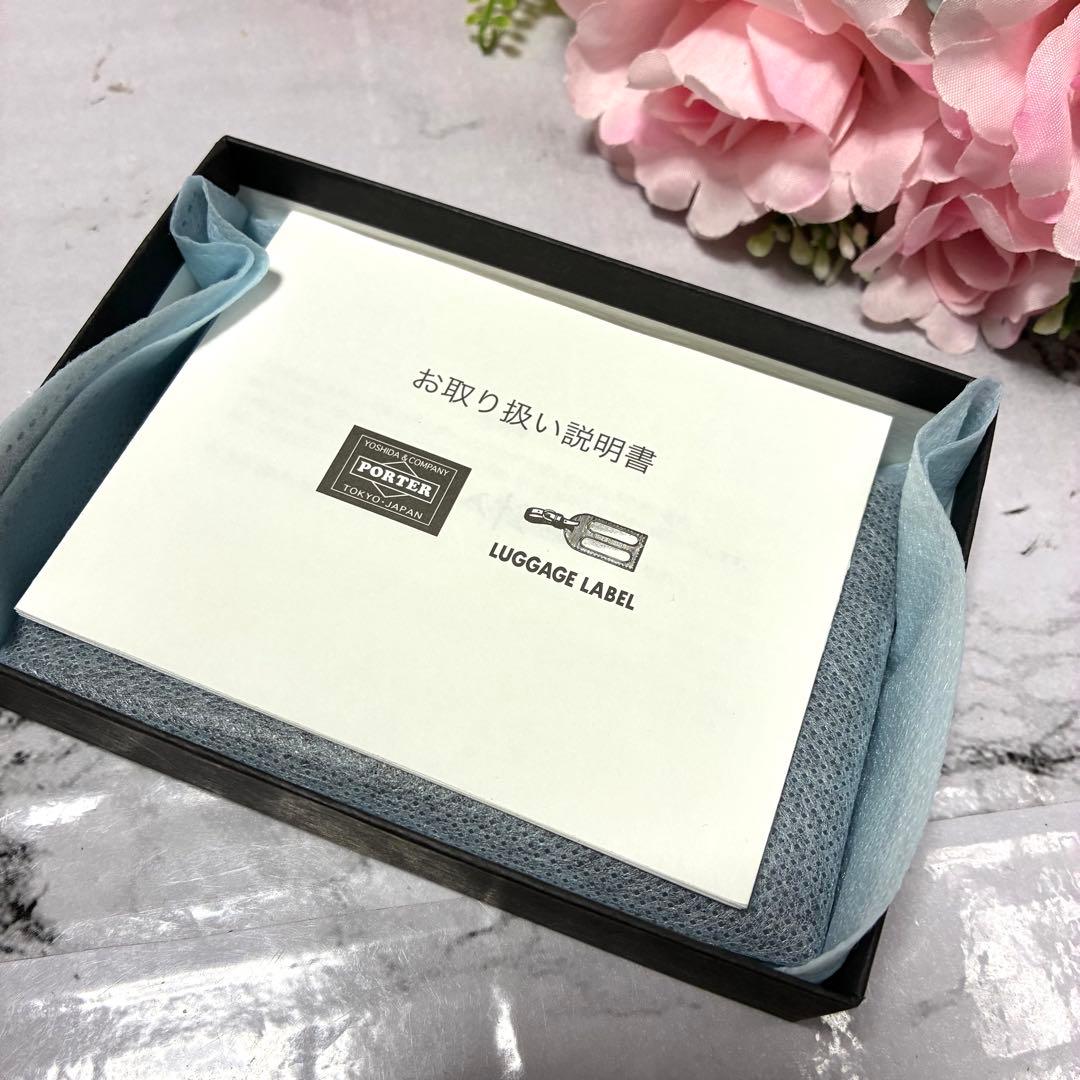 お取り扱い説明書
YOSHIDA & COMPANY
PORTER
TOKYO・JAPAN
LUGGAGE LABEL